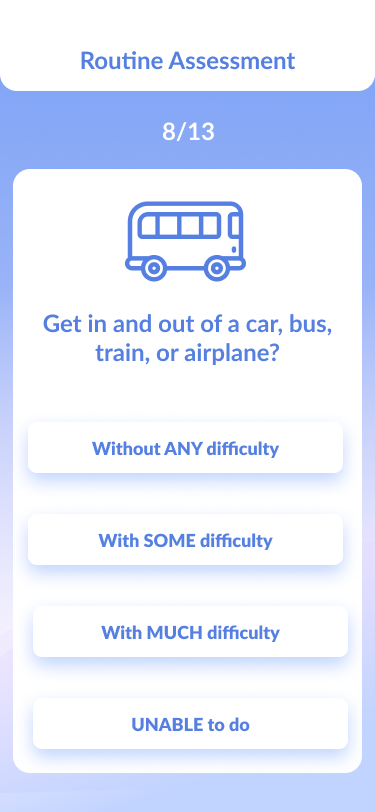 Routine Assessment
8/13
Get in and out of a car, bus,
train, or airplane?
Without ANY difficulty
With SOME difficulty
With MUCH difficulty
UNABLE to do